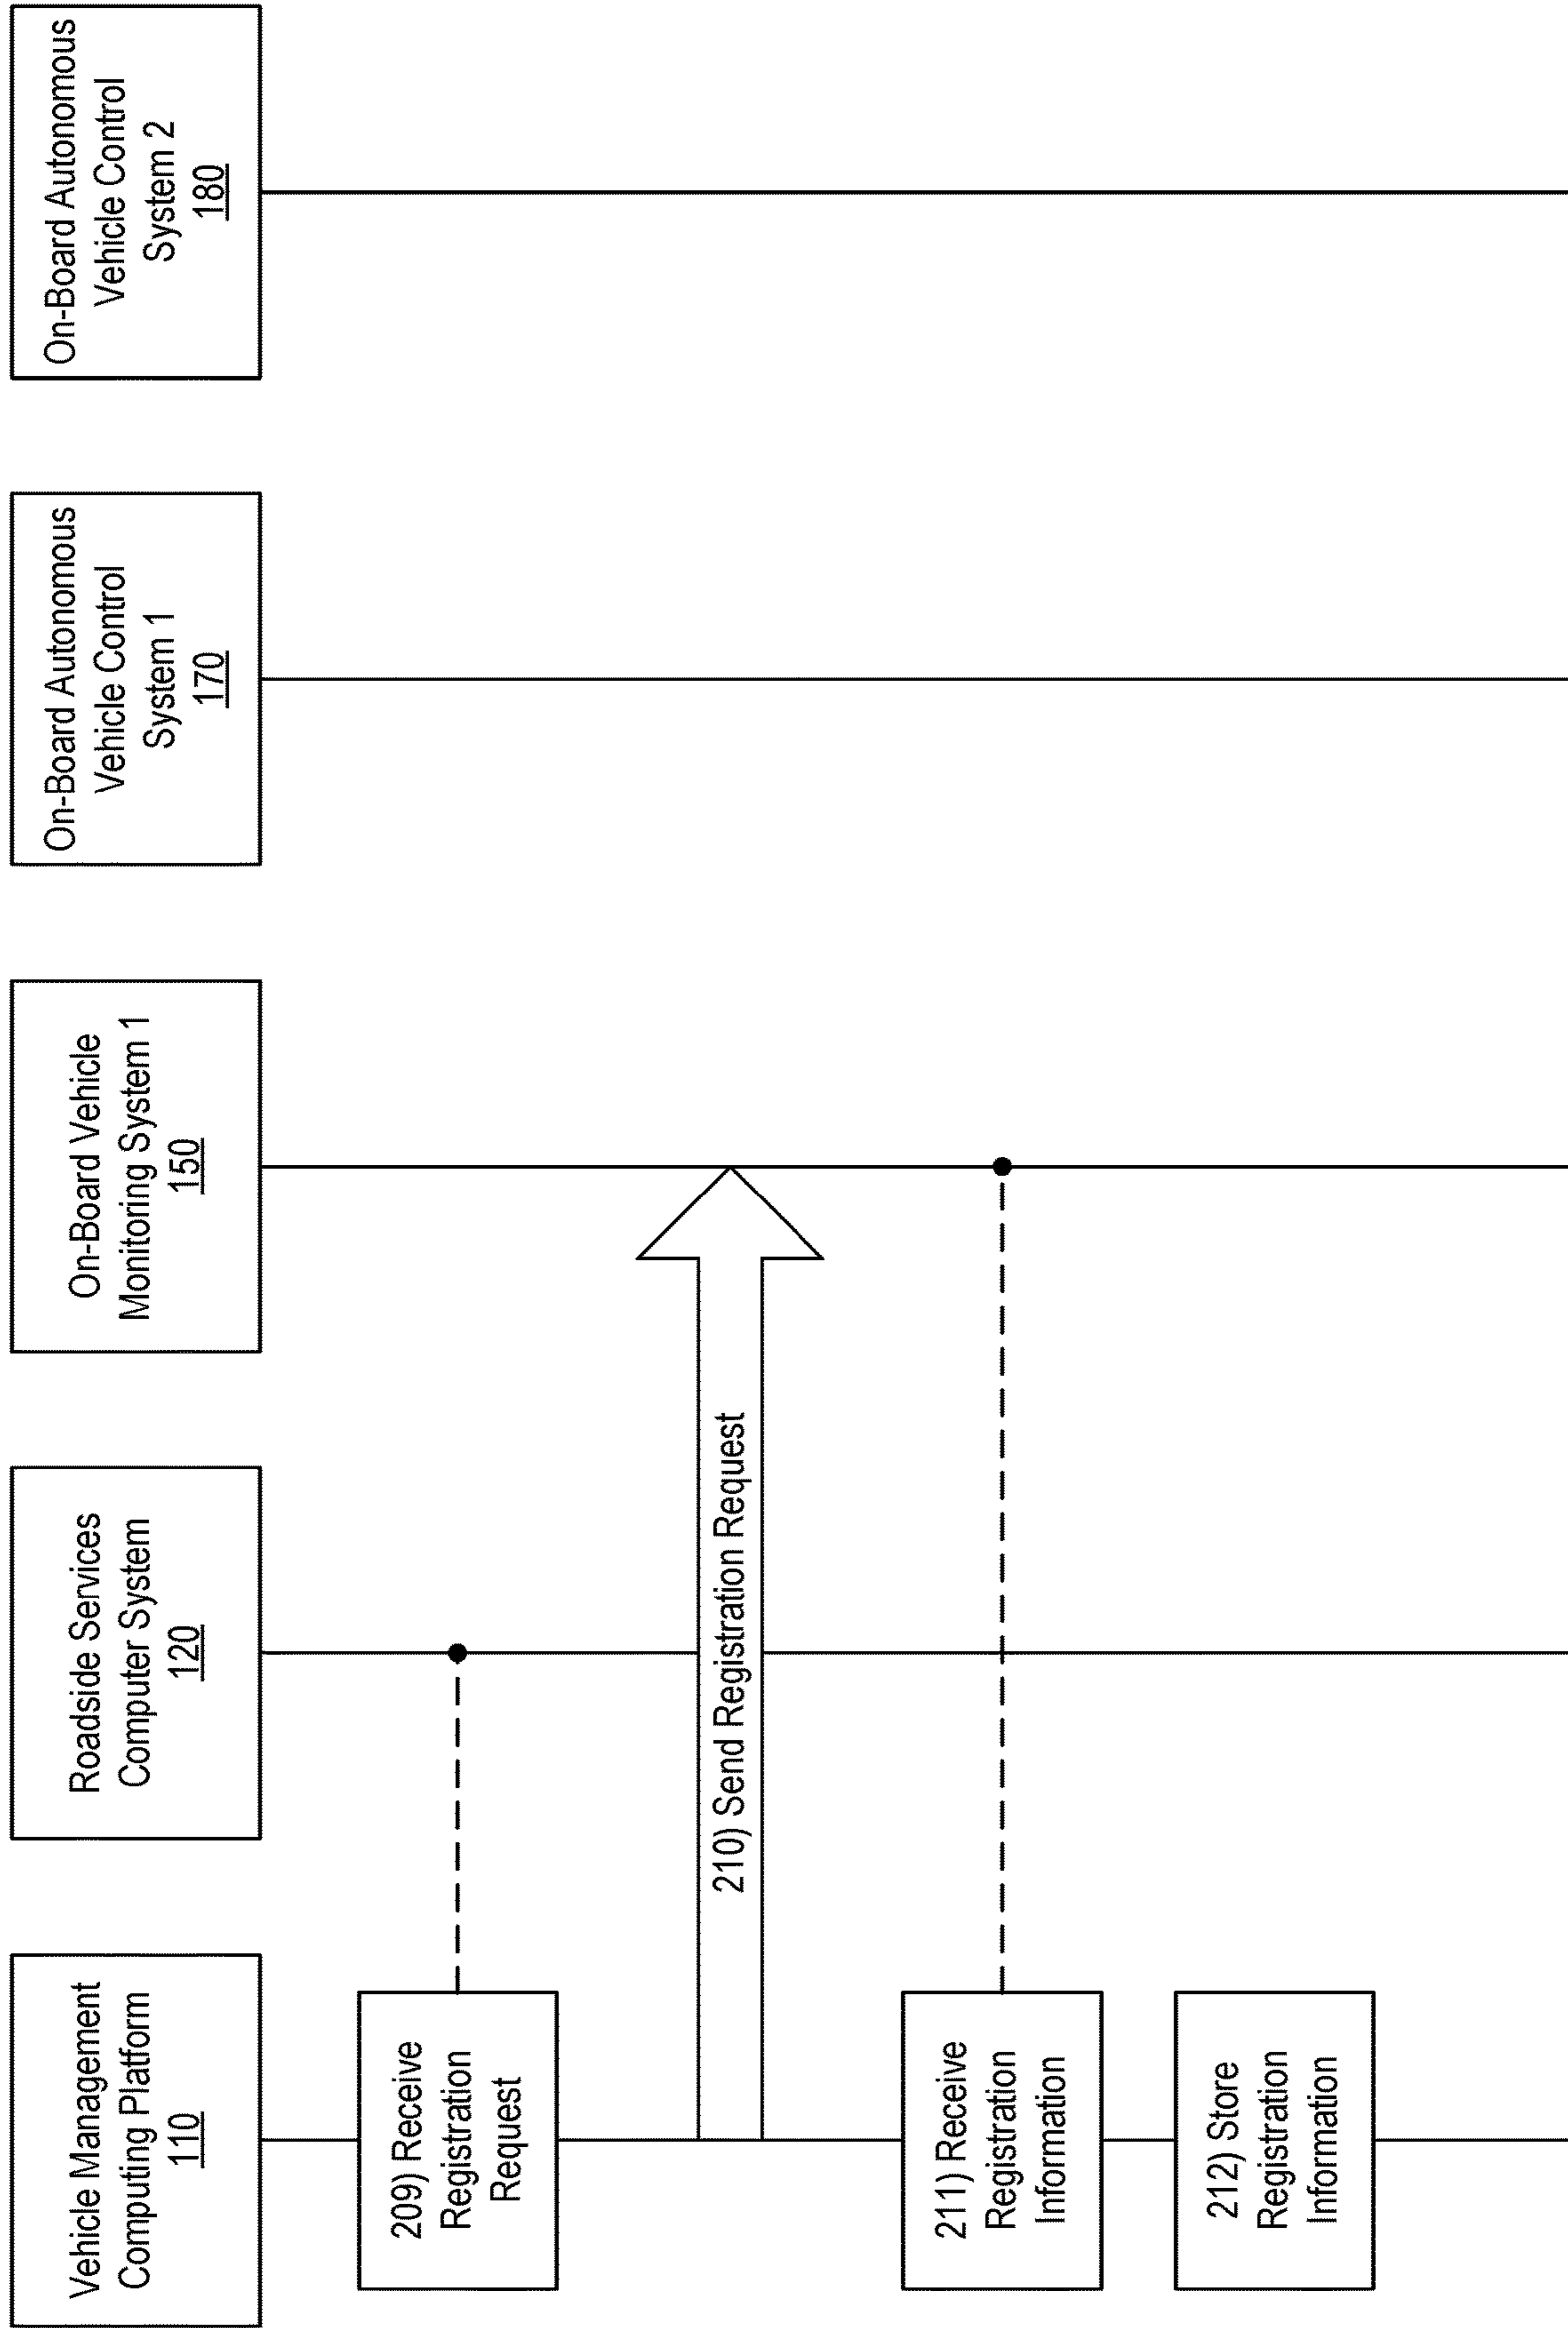 Vehicle Management
Computing Platform
110
Roadside Services
Computer System
120
On-Board Vehicle
Monitoring System 1
150
On-Board Autonomous
Vehicle Control
System 1
170
On-Board Autonomous
Vehicle Control
System 2
180
209) Receive
Registration
Request
210) Send Registration Request
211) Receive
Registration
Information
212) Store
Registration
Information